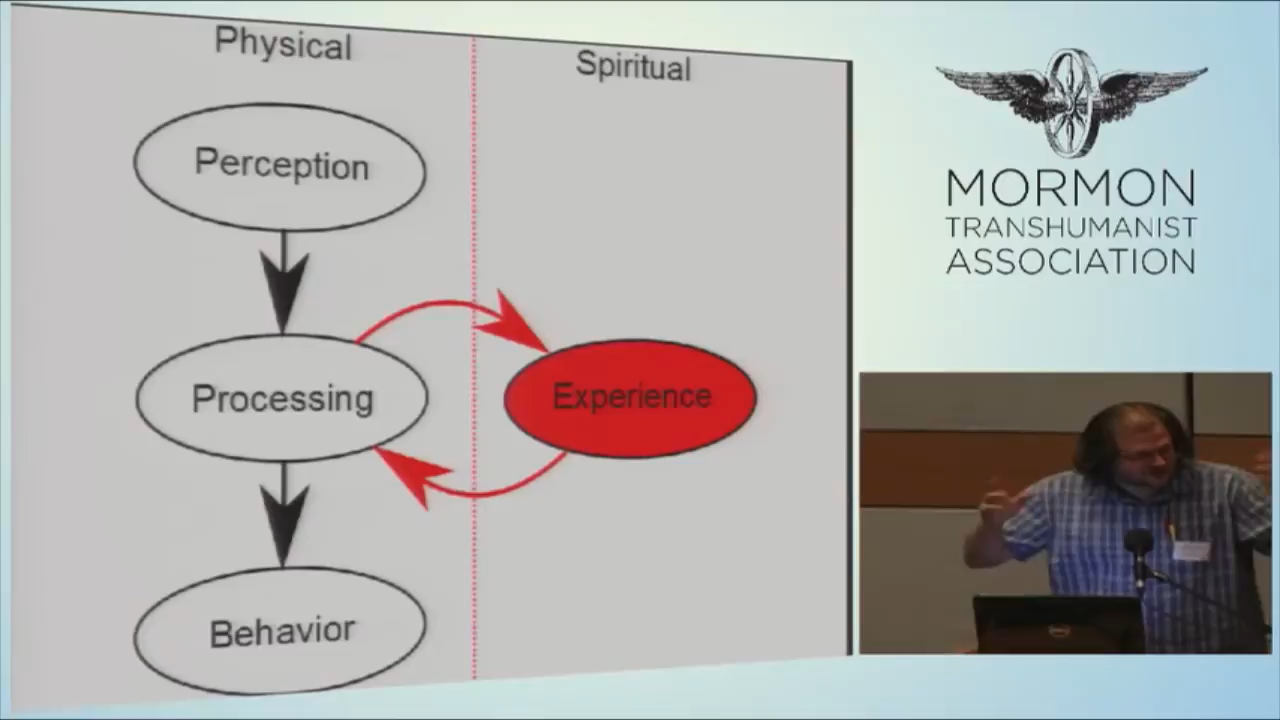 Physical
Spiritual
Perception
Processing
Experience
Behavior
MORMON
TRANSHUMANIST
ASSOCIATION